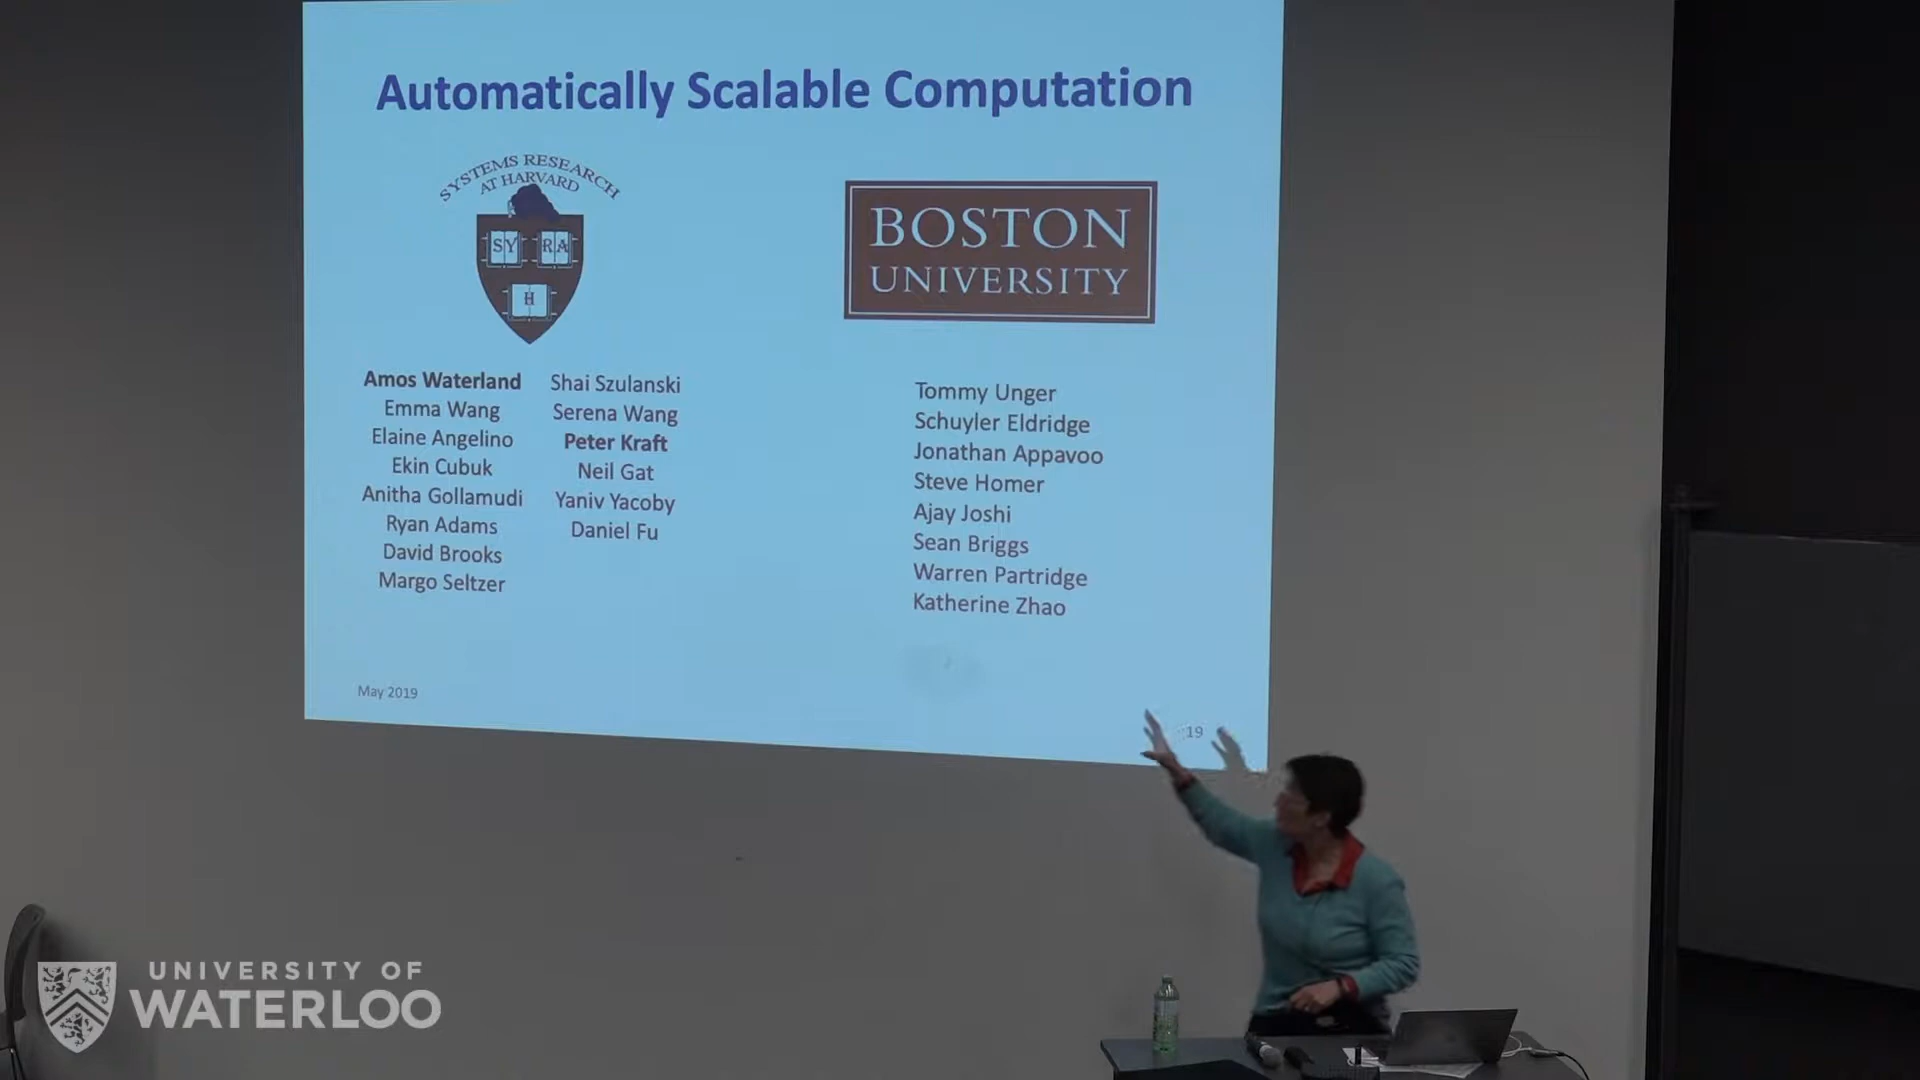 Automatically Scalable Computation
SYSTEMS RESEARCH
AT HARVARD
SY RA
H
BOSTON
UNIVERSITY
Amos Waterland
Emma Wang
Elaine Angelino
Ekin Cubuk
Anitha Gollamudi
Ryan Adams
David Brooks
Margo Seltzer
Shai Szulanski
Serena Wang
Peter Kraft
Neil Gat
Yaniv Yacoby
Daniel Fu
Tommy Unger
Schuyler Eldridge
Jonathan Appavoo
Steve Homer
Ajay Joshi
Sean Briggs
Warren Partridge
Katherine Zhao
May 2019
19
UNIVERSITY OF
WATERLOO